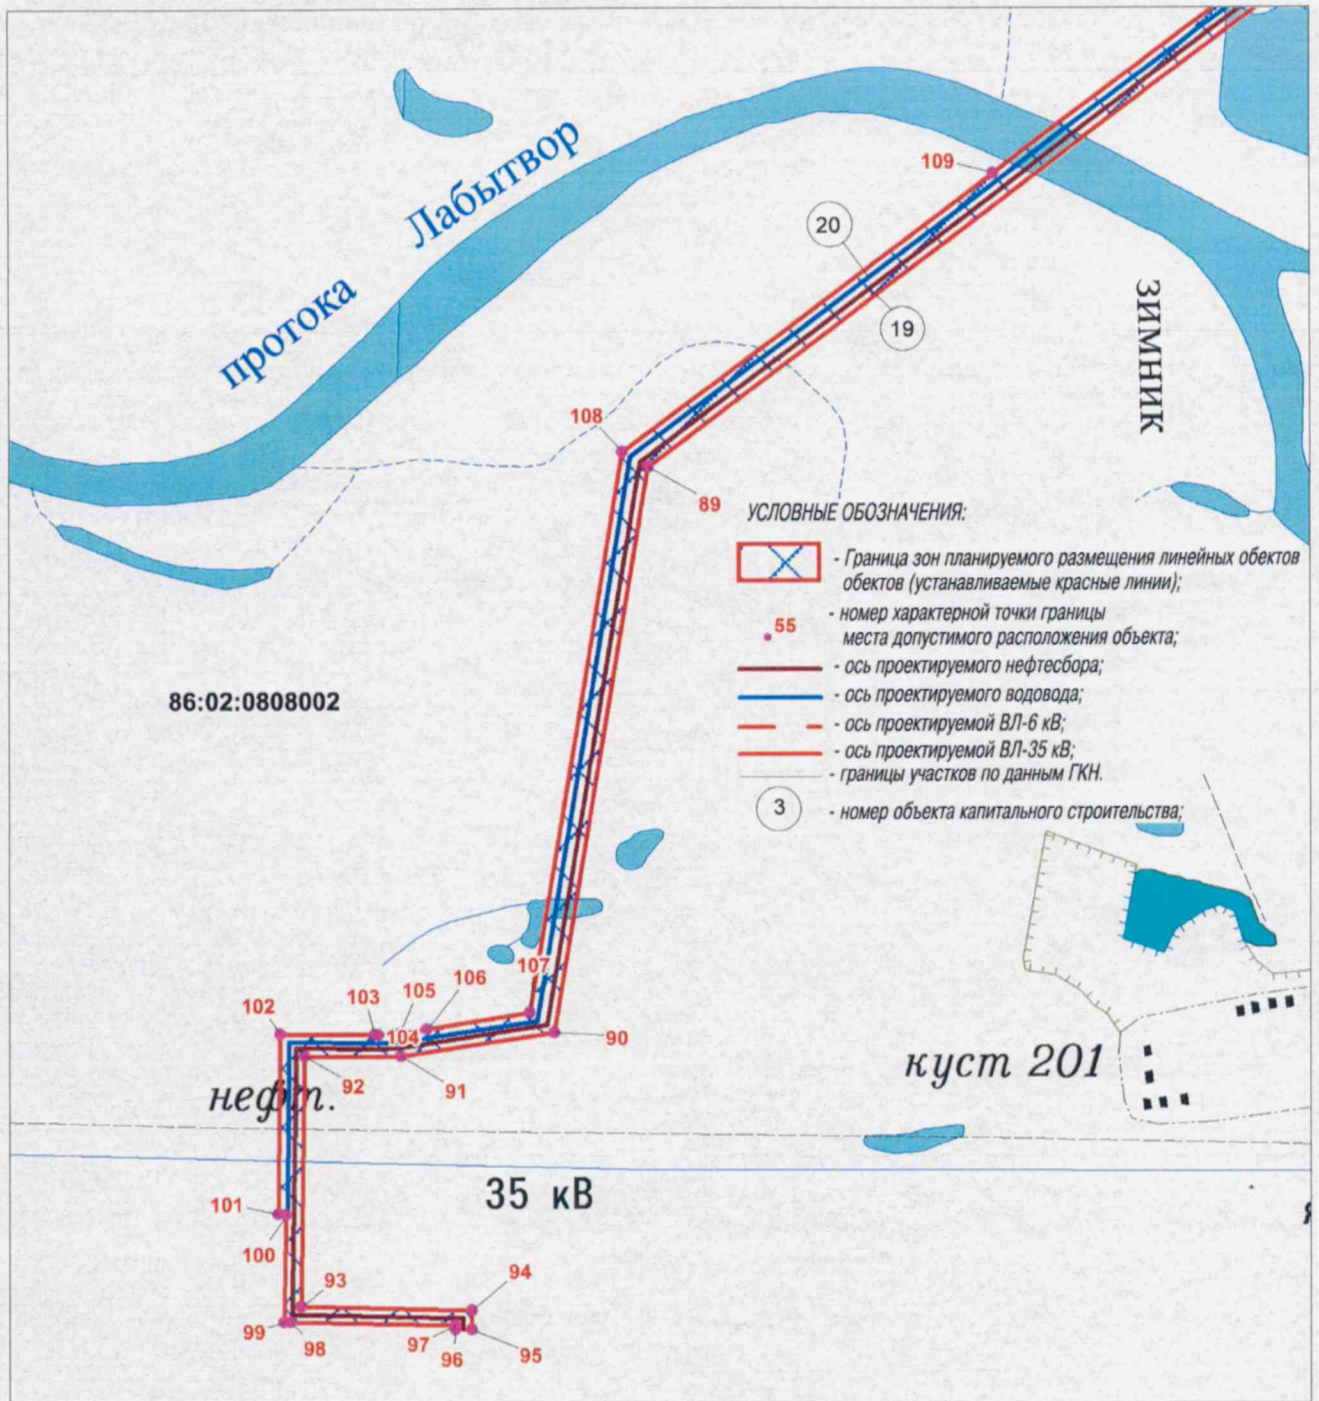 109
протока Лабытвор
20
19
ЗИМНИК
108
89
УСЛОВНЫЕ ОБОЗНАЧЕНИЯ:
- Граница зон планируемого размещения линейных обектов
обектов (устанавливаемые красные линии);
55
- номер характерной точки границы
места допустимого расположения объекта;
- ось проектируемого нефтесбора;
- ось проектируемого водовода;
- ось проектируемой ВЛ-6 кВ;
- ось проектируемой ВЛ-35 кВ;
- границы участков по данным ГКН.
3
- номер объекта капитального строительства;
86:02:0808002
107
106
105
103
102
104
90
92
91
куст 201
нефт.
35 кВ
101
100
93
94
99
98
97
96
95